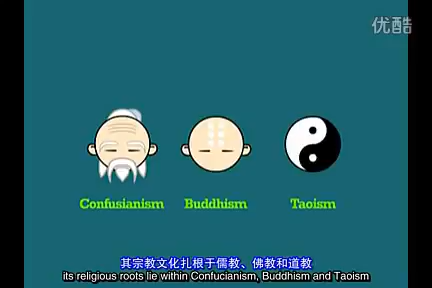 优酷
Confusianism Buddhism Taoism
其宗教文化扎根于儒教、佛教和道教
its religious roots lie within Confucianism, Buddhism and Taoism